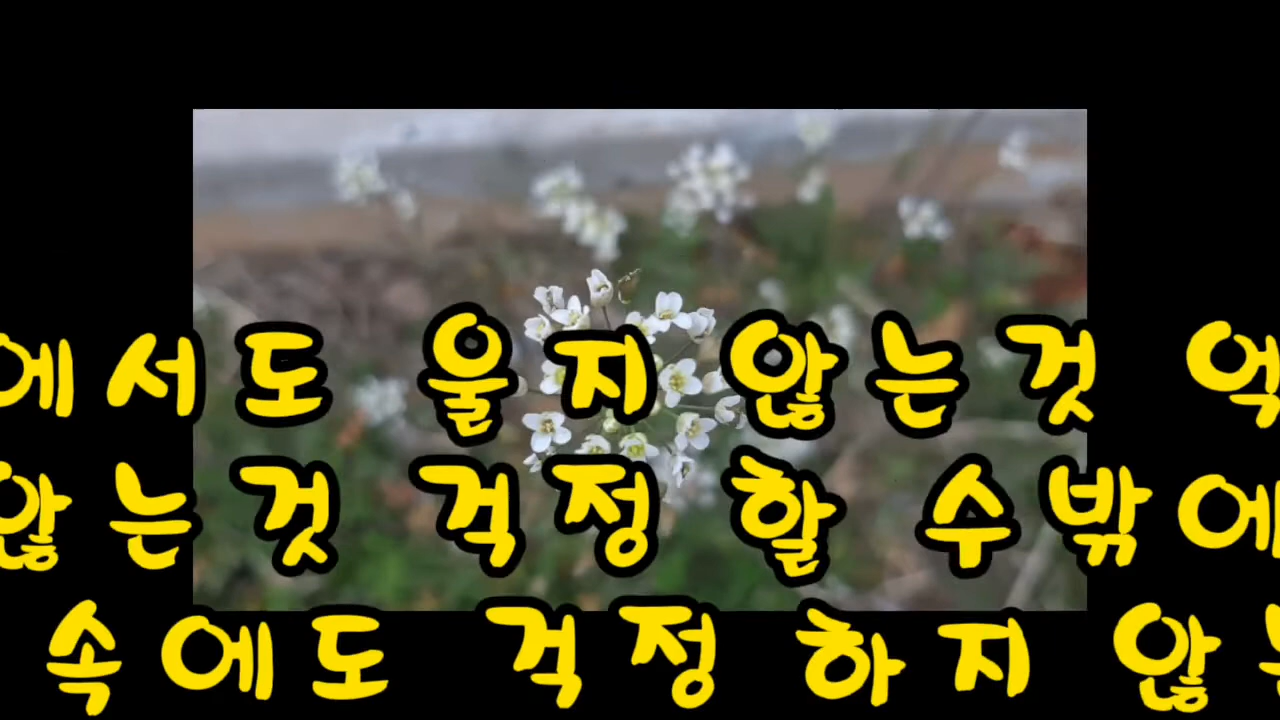 에서도 울지 않는것 억
않는것 걱정 할 수밖에
속에도 걱정 하지 않